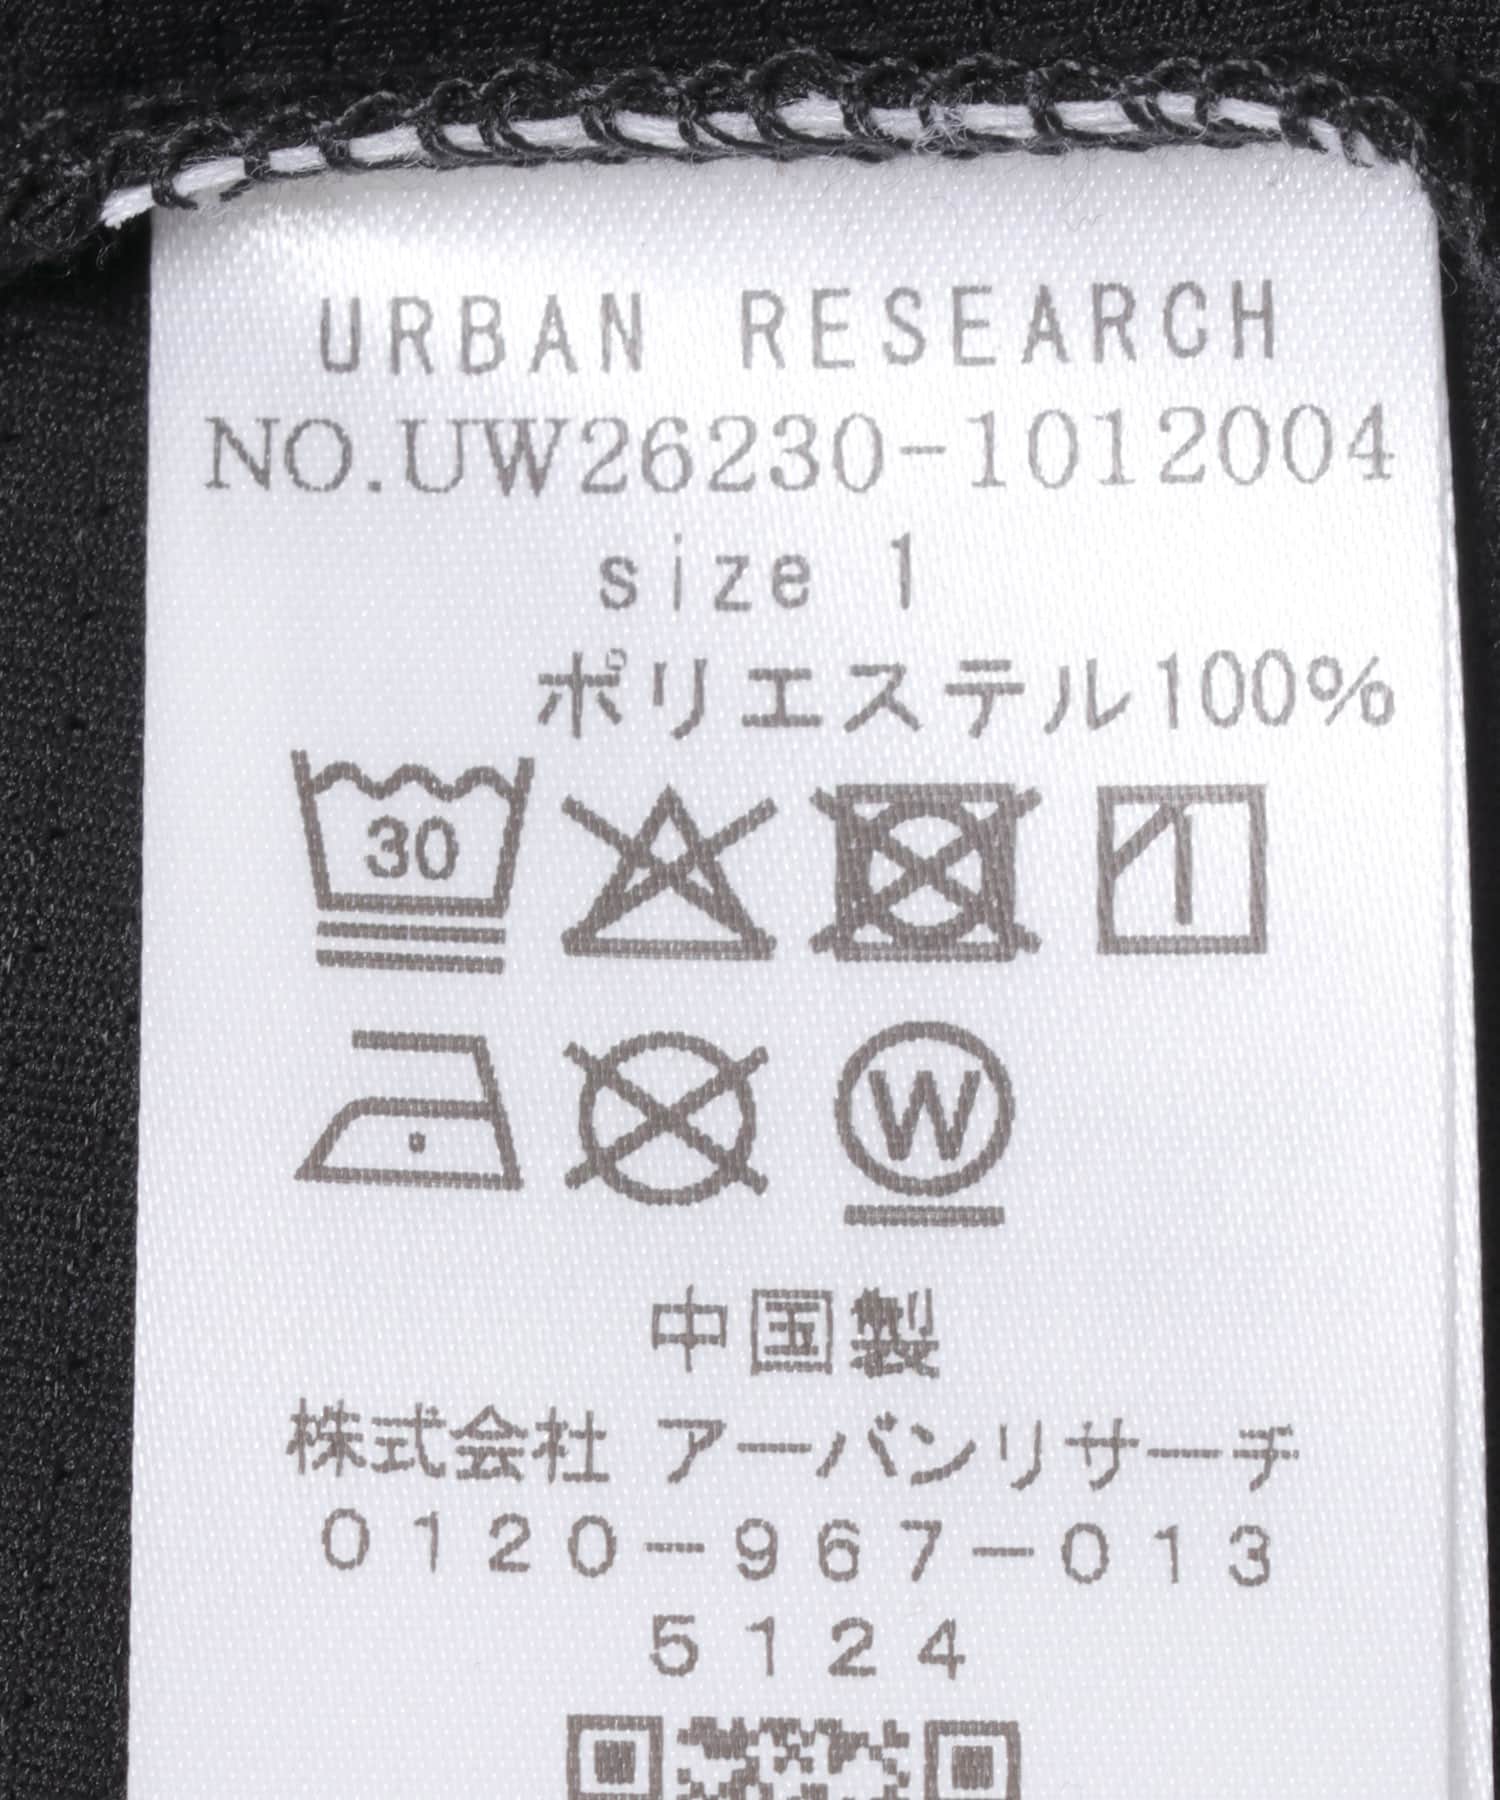 URBAN RESEARCH
NO.UW26230-1012004
size 1
ポリエステル100%
30
W
中国製
株式会社 アーバンリサーチ
0120-967-013
5124